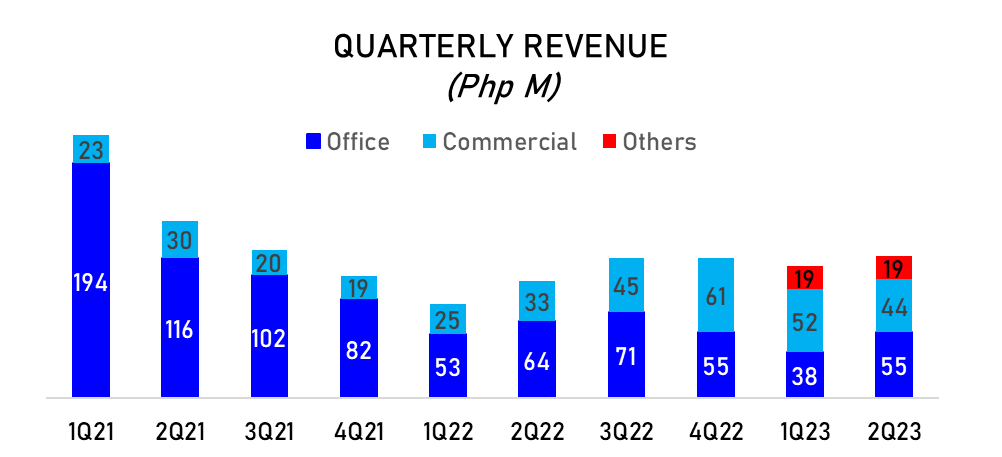 QUARTERLY REVENUE
(Php M)
Office Commercial Others
23 30 20 19 25 33 45 61 19 19
52 44
194 116 102 82 53 64 71 55 38 55
1Q21 2Q21 3Q21 4Q21 1Q22 2Q22 3Q22 4Q22 1Q23 2Q23